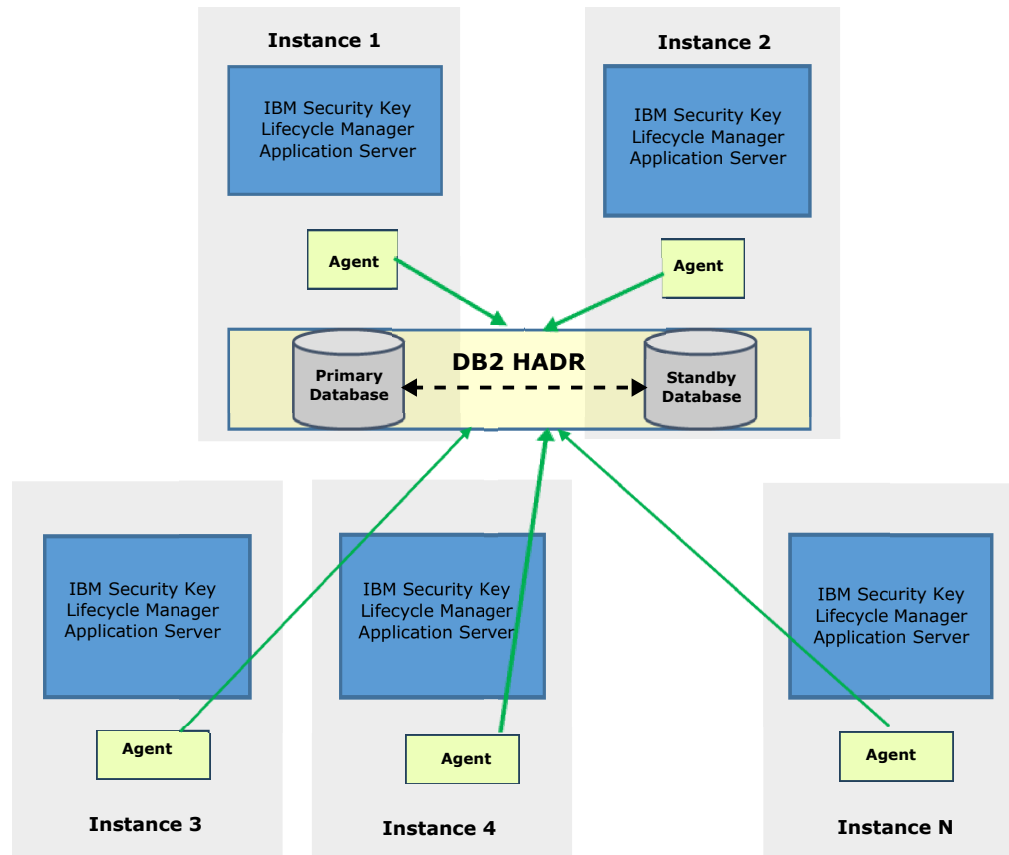 Instance 1
IBM Security Key
Lifecycle Manager
Application Server
Agent
Instance 2
IBM Security Key
Lifecycle Manager
Application Server
Agent
DB2 HADR
Primary
Database
Standby
Database
IBM Security Key
Lifecycle Manager
Application Server
Agent
Instance 3
IBM Security Key
Lifecycle Manager
Application Server
Agent
Instance 4
IBM Security Key
Lifecycle Manager
Application Server
Agent
Instance N